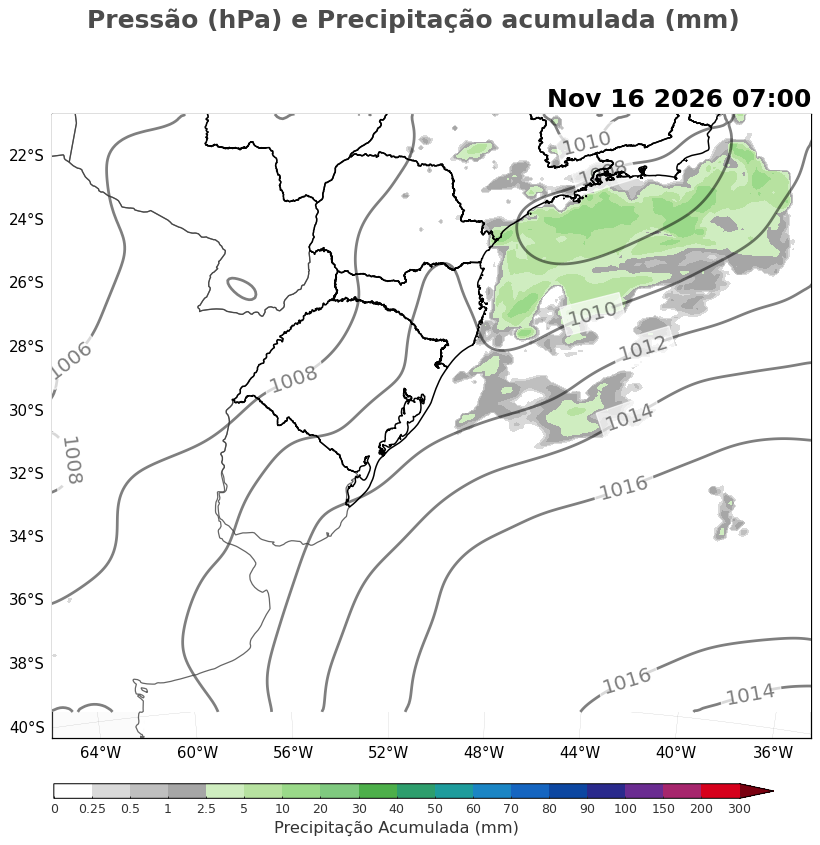 Pressão (hPa) e Precipitação acumulada (mm)
Nov 16 2026 07:00
1010
1008
22°S
24°S
26°S
28°S
30°S
32°S
34°S
36°S
38°S
40°S
1006
1008
1008
1010
1012
1014
1016
1016
1014
64°W 60°W 56°W 52°W 48°W 44°W 40°W 36°W
0 0.25 0.5 1 2.5 5 10 20 30 40 50 60 70 80 90 100 150 200 300
Precipitação Acumulada (mm)